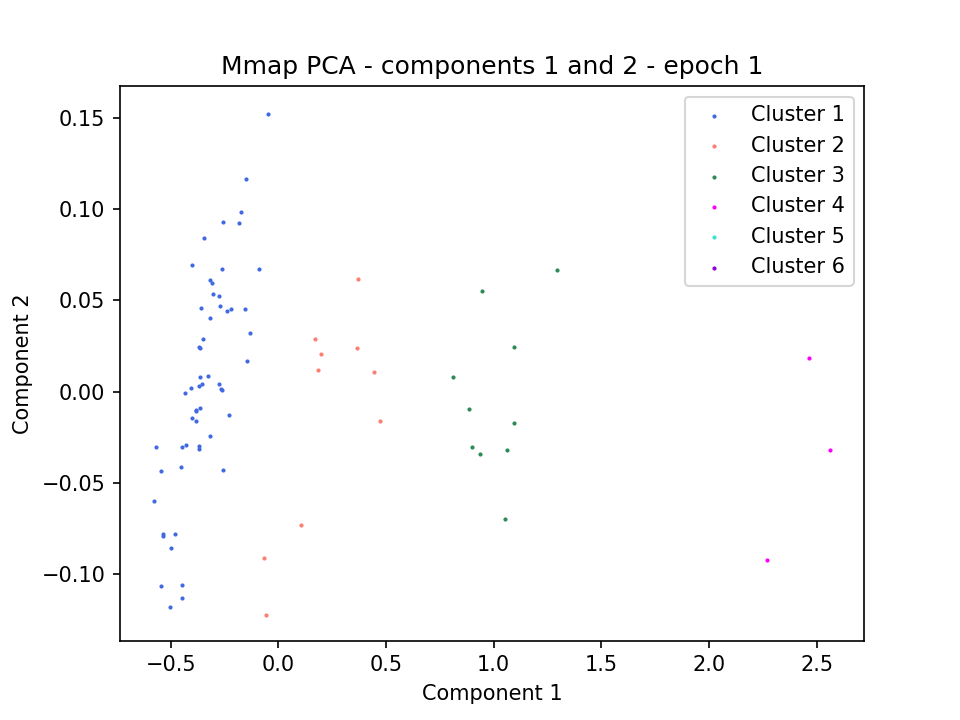 Mmap PCA - components 1 and 2 - epoch 1
Cluster 1
Cluster 2
Cluster 3
Cluster 4
Cluster 5
Cluster 6
0.15
0.10
0.05
0.00
−0.05
−0.10
Component 2
−0.5 0.0 0.5 1.0 1.5 2.0 2.5
Component 1